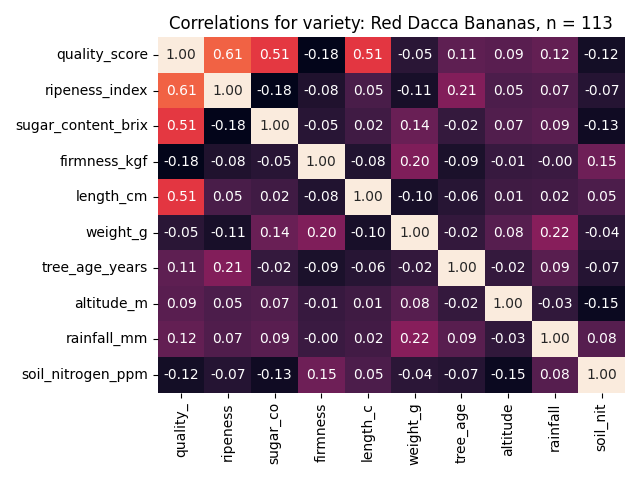 Correlations for variety: Red Dacca Bananas, n = 113
quality_score 1.00 0.61 0.51 -0.18 0.51 -0.05 0.11 0.09 0.12 -0.12
ripeness_index 0.61 1.00 -0.18 -0.08 0.05 -0.11 0.21 0.05 0.07 -0.07
sugar_content_brix 0.51 -0.18 1.00 -0.05 0.02 0.14 -0.02 0.07 0.09 -0.13
firmness_kgf -0.18 -0.08 -0.05 1.00 -0.08 0.20 -0.09 -0.01 -0.00 0.15
length_cm 0.51 0.05 0.02 -0.08 1.00 -0.10 -0.06 0.01 0.02 0.05
weight_g -0.05 -0.11 0.14 0.20 -0.10 1.00 -0.02 0.08 0.22 -0.04
tree_age_years 0.11 0.21 -0.02 -0.09 -0.06 -0.02 1.00 -0.02 0.09 -0.07
altitude_m 0.09 0.05 0.07 -0.01 0.01 0.08 -0.02 1.00 -0.03 -0.15
rainfall_mm 0.12 0.07 0.09 -0.00 0.02 0.22 0.09 -0.03 1.00 0.08
soil_nitrogen_ppm -0.12 -0.07 -0.13 0.15 0.05 -0.04 -0.07 -0.15 0.08 1.00
quality_ ripeness sugar_co firmness length_c weight_g tree_age altitude rainfall soil_nit